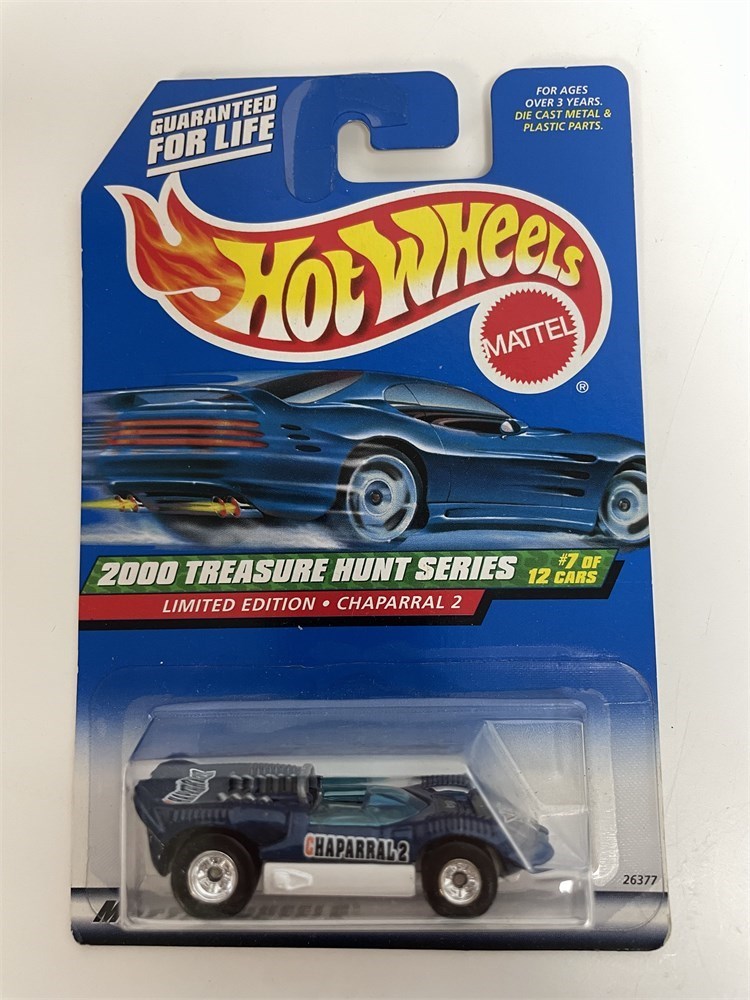 GUARANTEED
FOR LIFE
FOR AGES
OVER 3 YEARS.
DIE CAST METAL &
PLASTIC PARTS.
HOT WHEELS
MATTEL
®
2000 TREASURE HUNT SERIES
#7 OF
12 CARS
LIMITED EDITION • CHAPARRAL 2
CHAPARRAL 2
26377